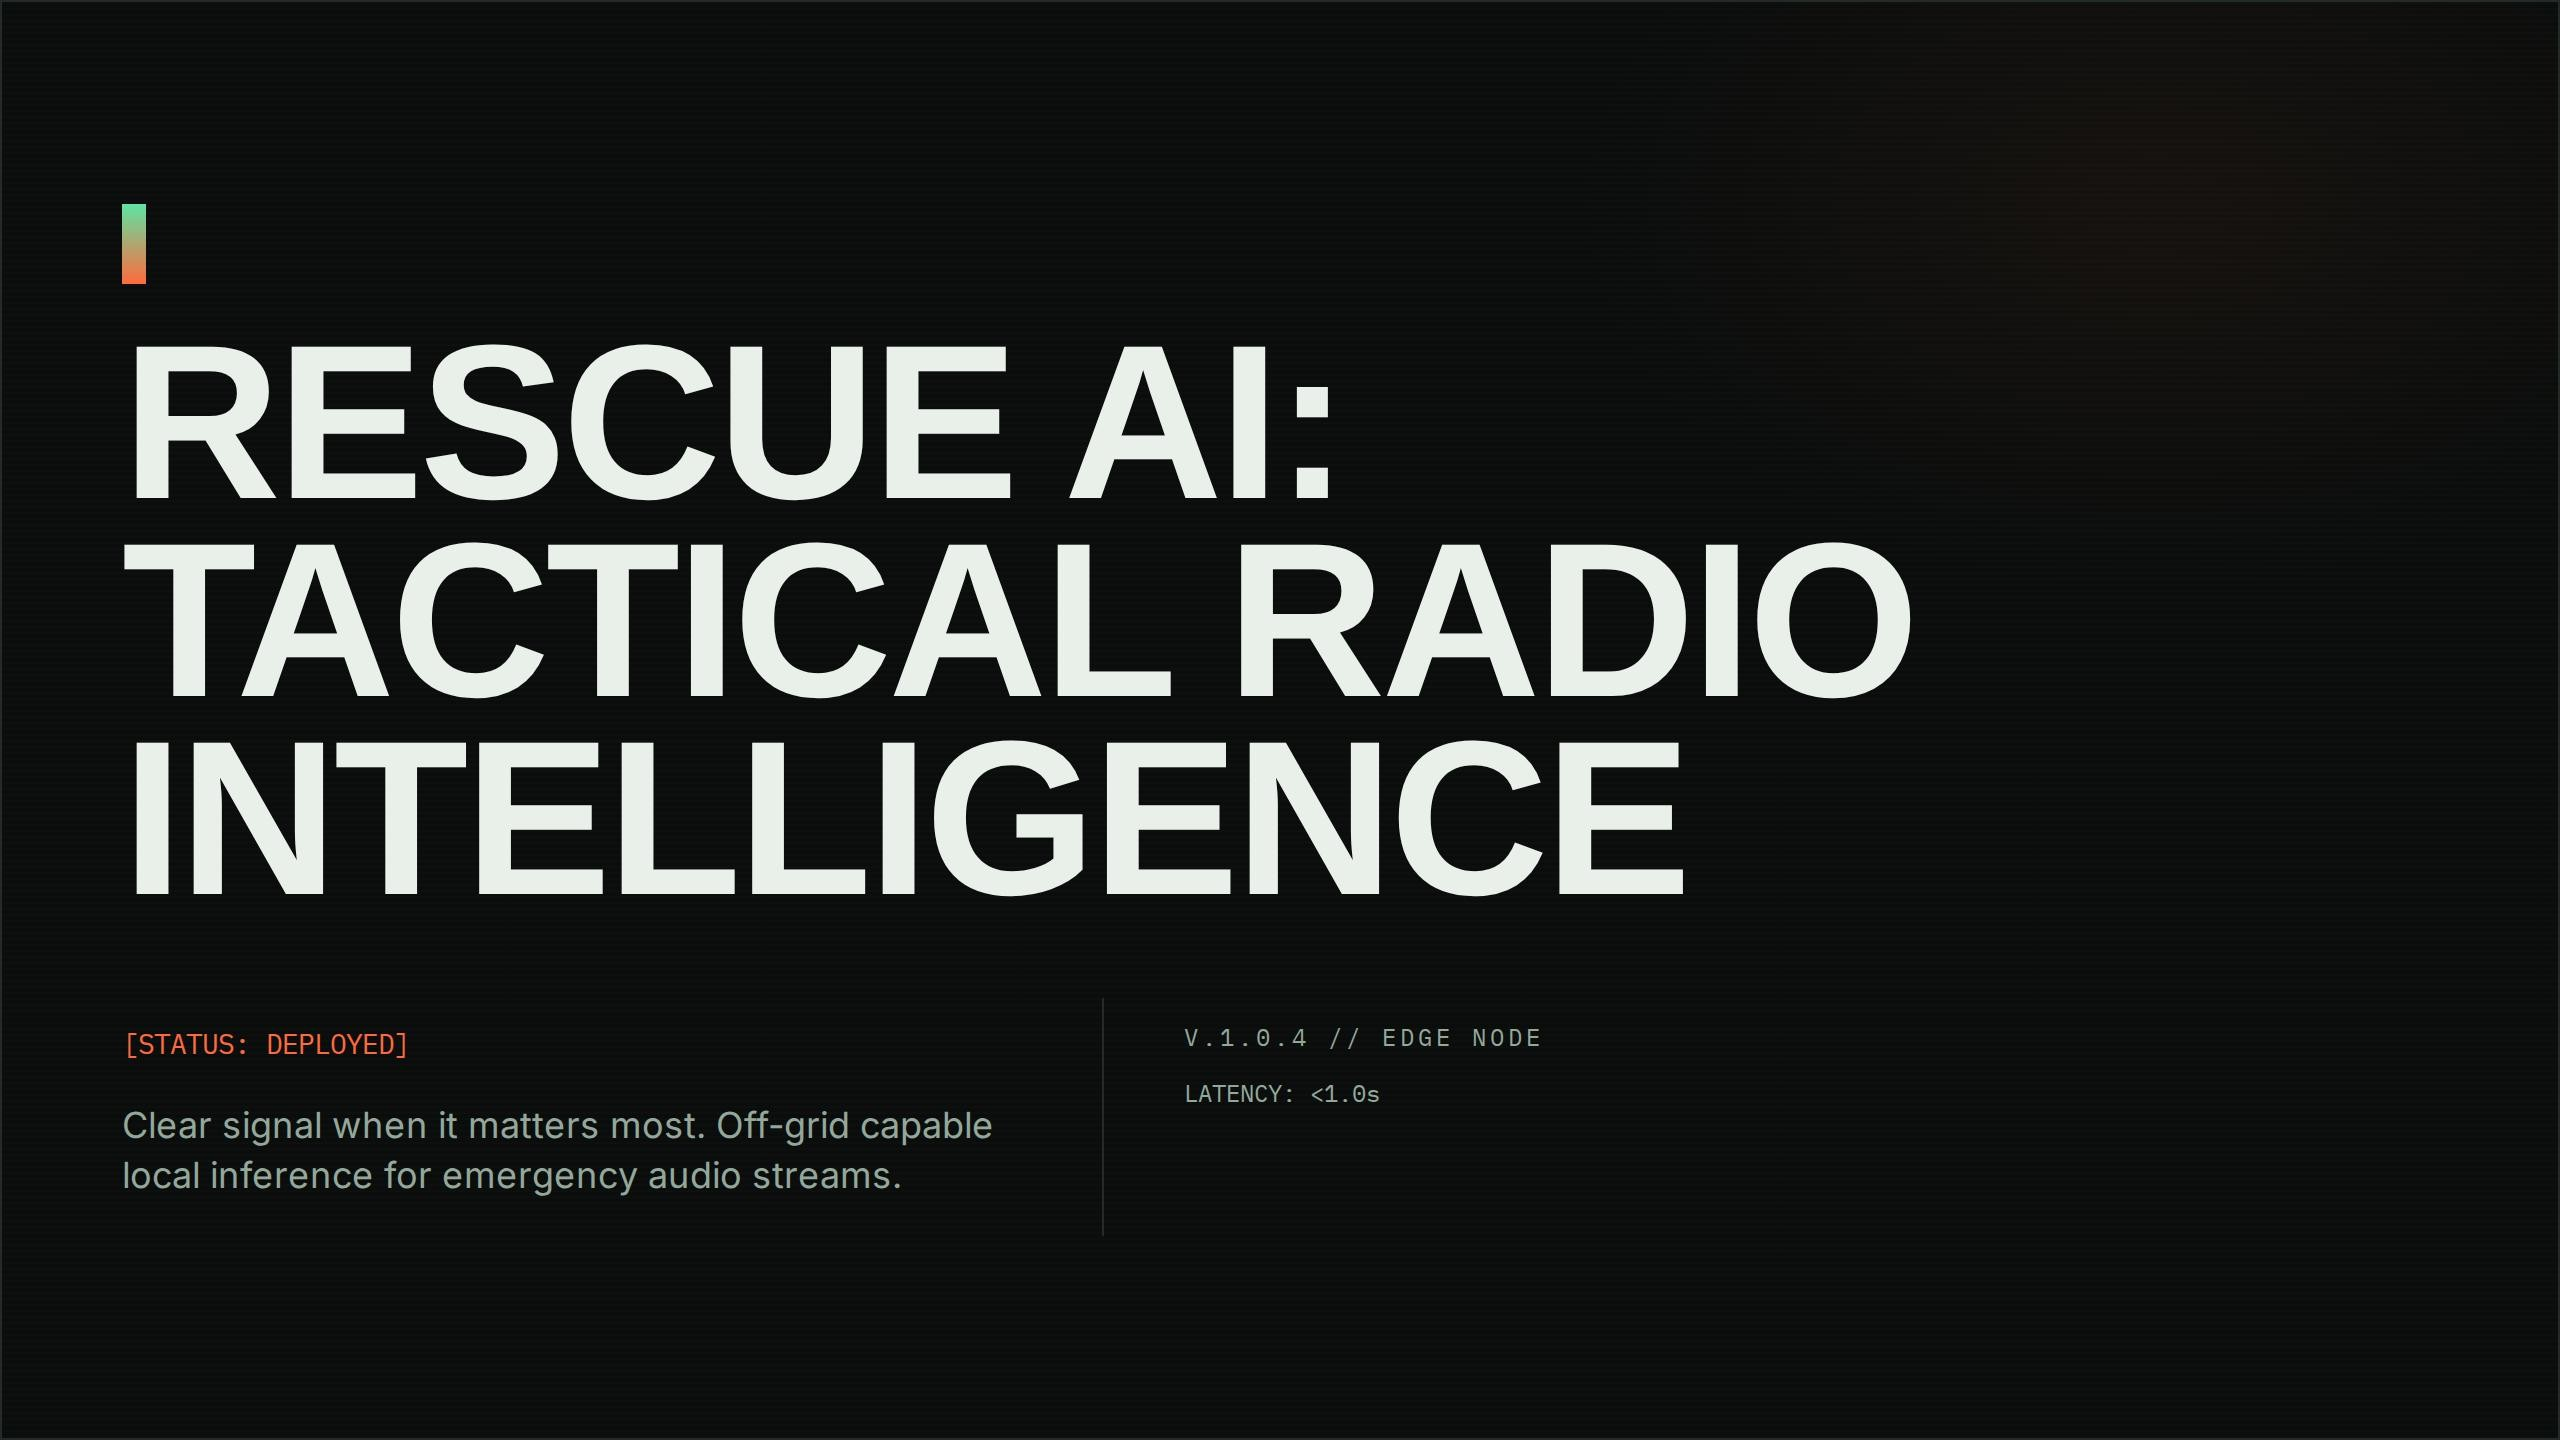 RESCUE AI:
TACTICAL RADIO
INTELLIGENCE
[STATUS: DEPLOYED]
Clear signal when it matters most. Off-grid capable
local inference for emergency audio streams.
V.1.0.4 // EDGE NODE
LATENCY: <1.0s